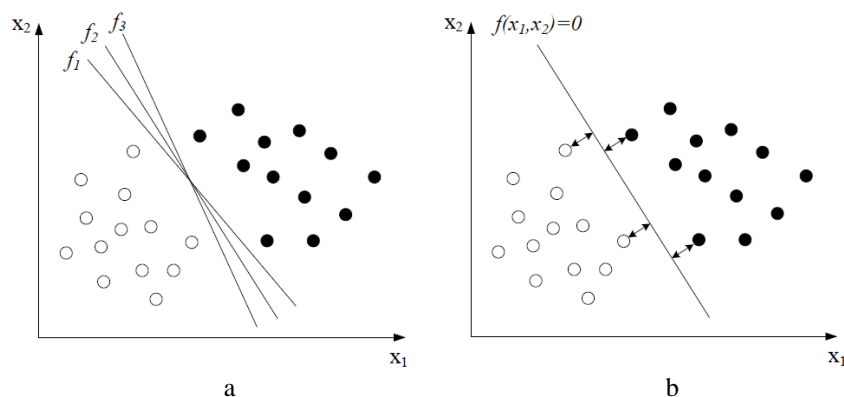 x₂
f₁
f₂
f₃
x₁
a
x₂
f(x₁,x₂)=0
x₁
b